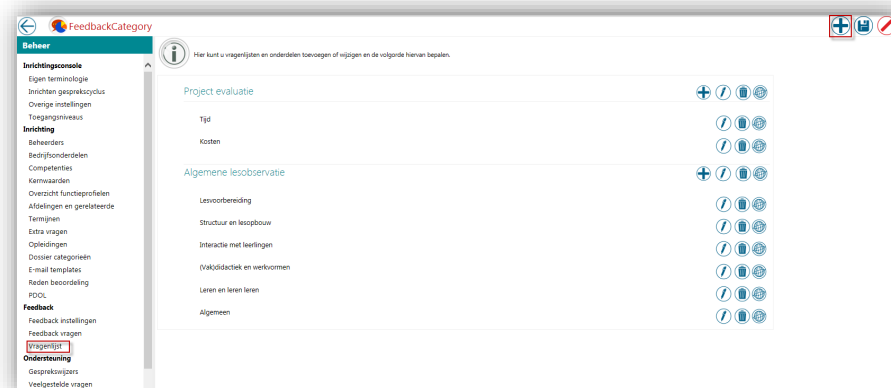 FeedbackCategory
Beheer
Inrichtingsconsole
Eigen terminologie
Inrichten gesprekscyclus
Overige instellingen
Toegangsniveaus
Inrichting
Beheerders
Bedrijfsonderdelen
Competenties
Kernwaarden
Overzicht functieprofielen
Afdelingen en gerelateerde
Termijnen
Extra vragen
Opleidingen
Dossier categorieën
E-mail templates
Reden beoordeling
PDOL
Feedback
Feedback instellingen
Feedback vragen
Vragenlijst
Ondersteuning
Gesprekswijzers
Veelgestelde vragen
Hier kunt u vragenlijsten en onderdelen toevoegen of wijzigen en de volgorde hiervan bepalen.
Project evaluatie
Tijd
Kosten
Algemene lesobservatie
Lesvoorbereiding
Structuur en lesopbouw
Interactie met leerlingen
(Vak)didactiek en werkvormen
Leren en leren leren
Algemeen